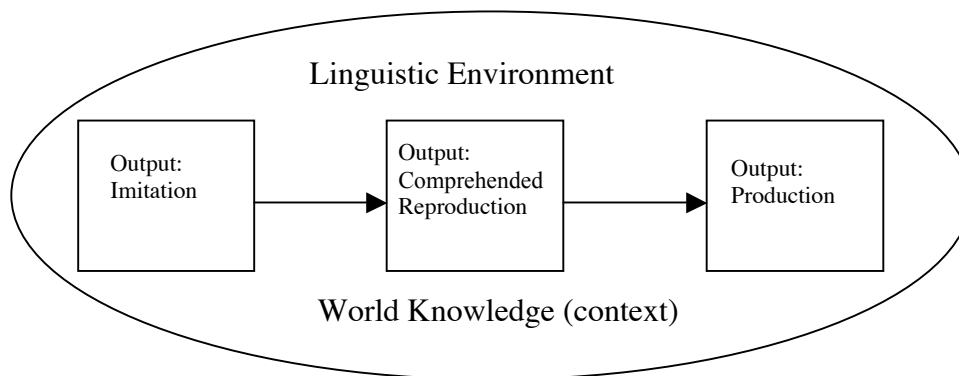 Linguistic Environment
Output:
Imitation
Output:
Comprehended
Reproduction
Output:
Production
World Knowledge (context)